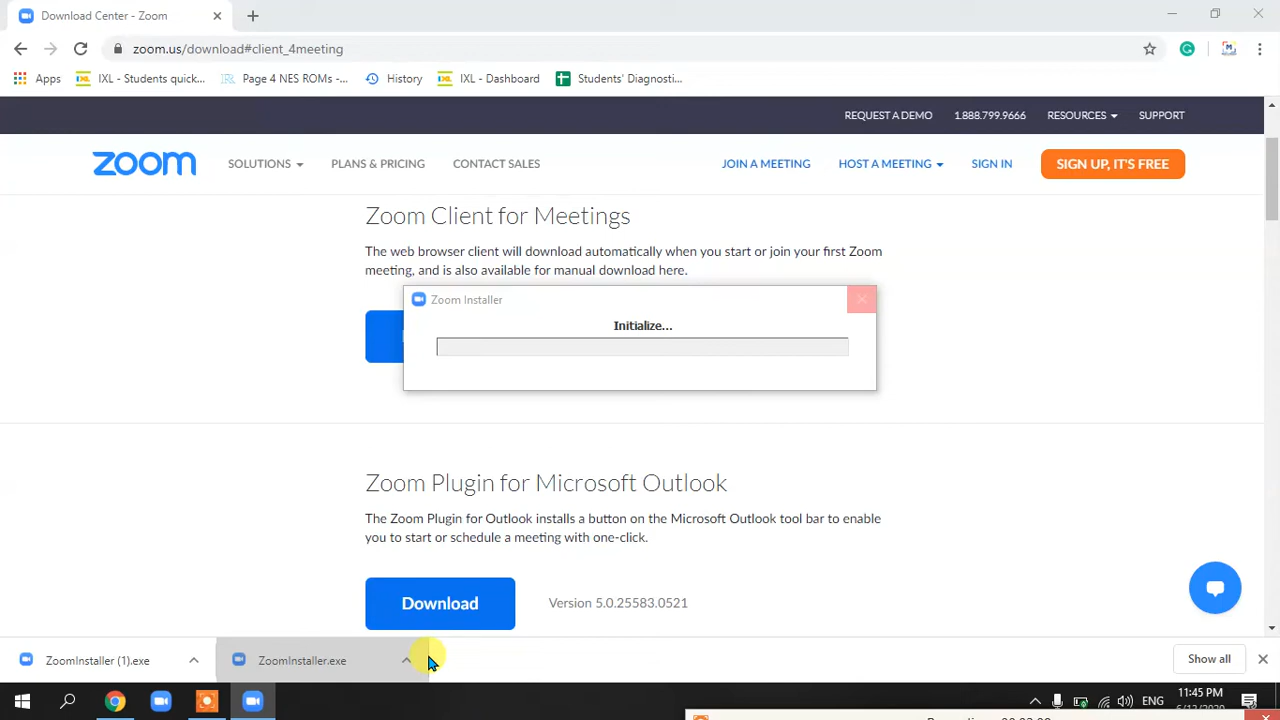 Download Center - Zoom
zoom.us/download#client_4meeting
Apps
IXL - Students quick...
Page 4 NES ROMs -...
History
IXL - Dashboard
Students' Diagnosti...
REQUEST A DEMO
1.888.799.9666
RESOURCES
SUPPORT
zoom
SOLUTIONS
PLANS & PRICING
CONTACT SALES
JOIN A MEETING
HOST A MEETING
SIGN IN
SIGN UP, IT'S FREE
Zoom Client for Meetings
The web browser client will download automatically when you start or join your first Zoom
meeting, and is also available for manual download here.
Zoom Installer
Initialize...
Zoom Plugin for Microsoft Outlook
The Zoom Plugin for Outlook installs a button on the Microsoft Outlook tool bar to enable
you to start or schedule a meeting with one-click.
Download
Version 5.0.25583.0521
ZoomInstaller (1).exe
ZoomInstaller.exe
Show all
ENG
11:45 PM